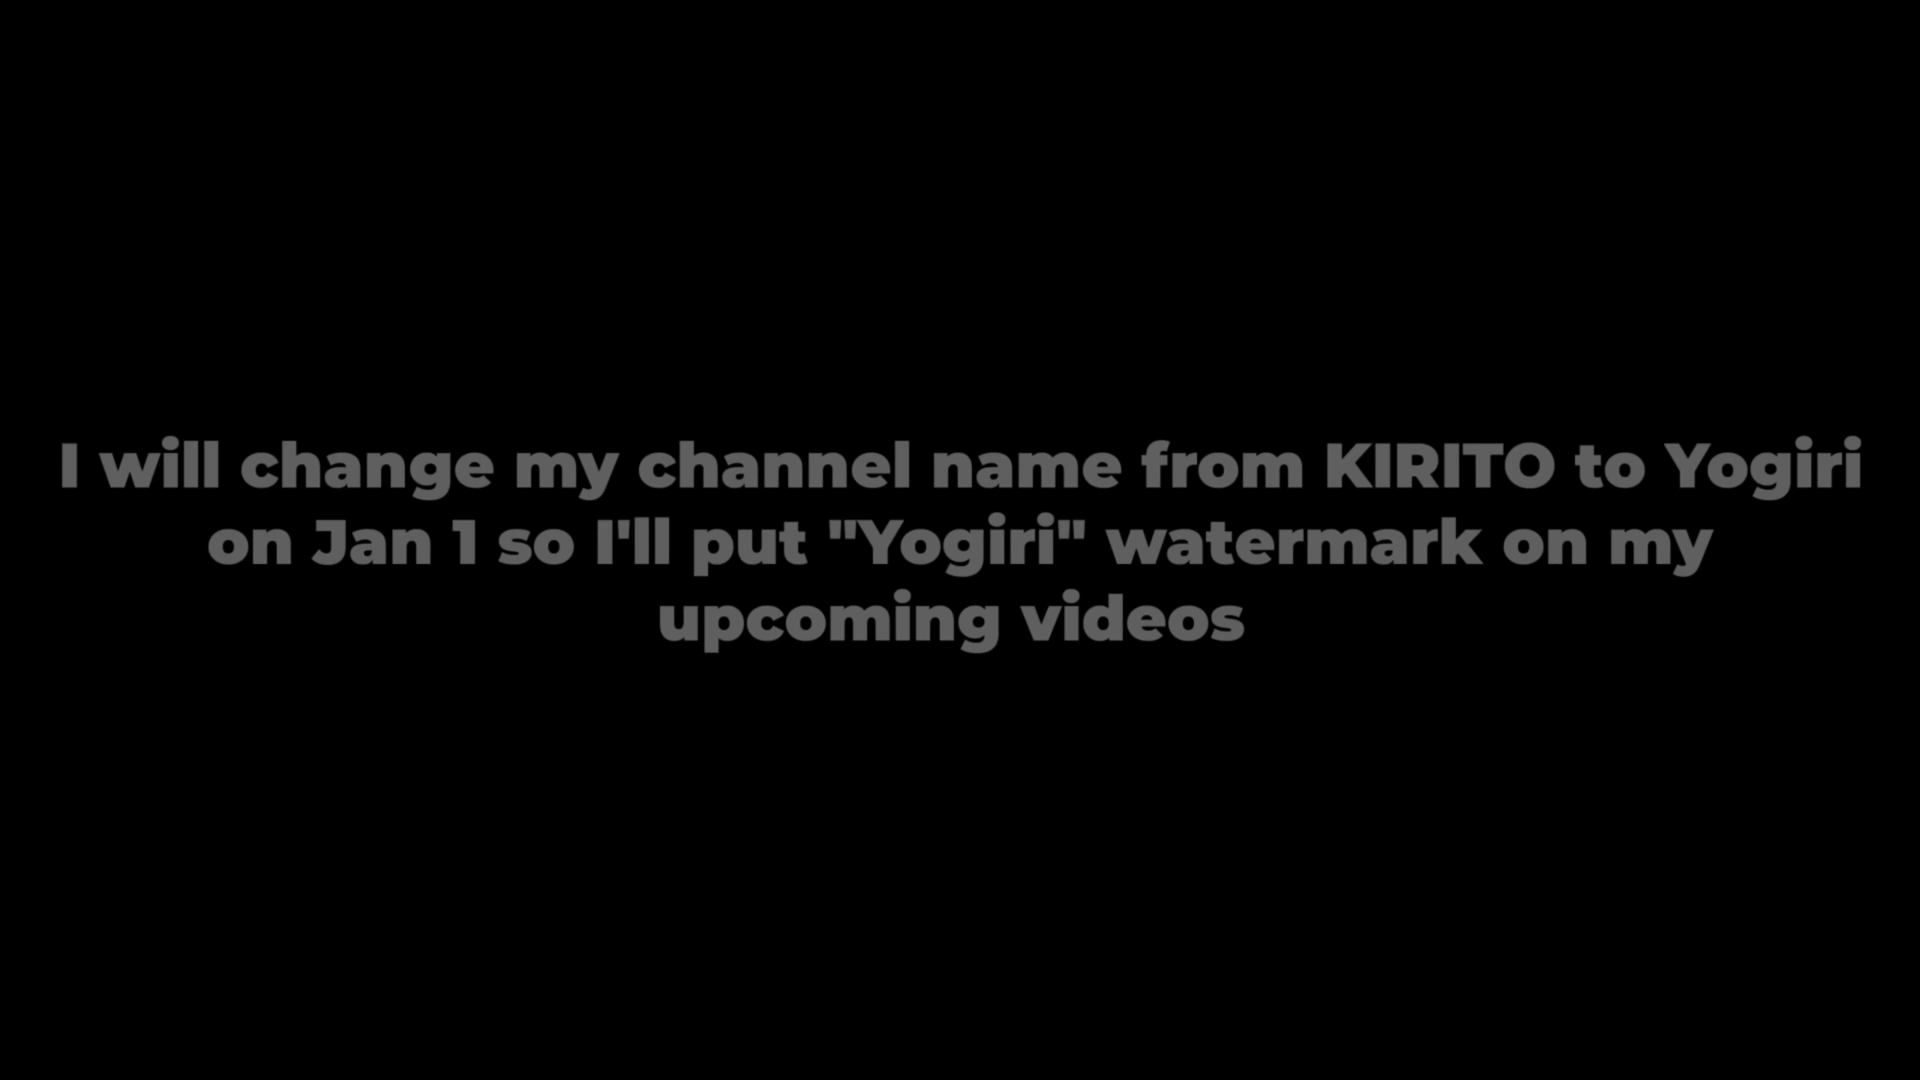 I will change my channel name from KIRITO to Yogiri
on Jan 1 so I'll put "Yogiri" watermark on my
upcoming videos